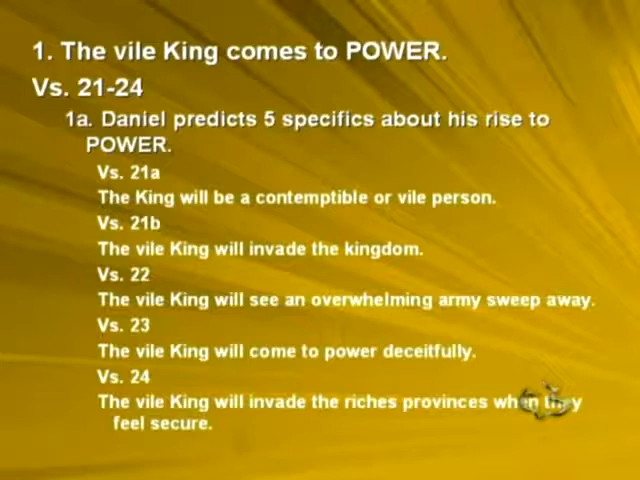 1. The vile King comes to POWER.
Vs. 21-24
1a. Daniel predicts 5 specifics about his rise to
POWER.
Vs. 21a
The King will be a contemptible or vile person.
Vs. 21b
The vile King will invade the kingdom.
Vs. 22
The vile King will see an overwhelming army sweep away.
Vs. 23
The vile King will come to power deceitfully.
Vs. 24
The vile King will invade the riches provinces when they
feel secure.